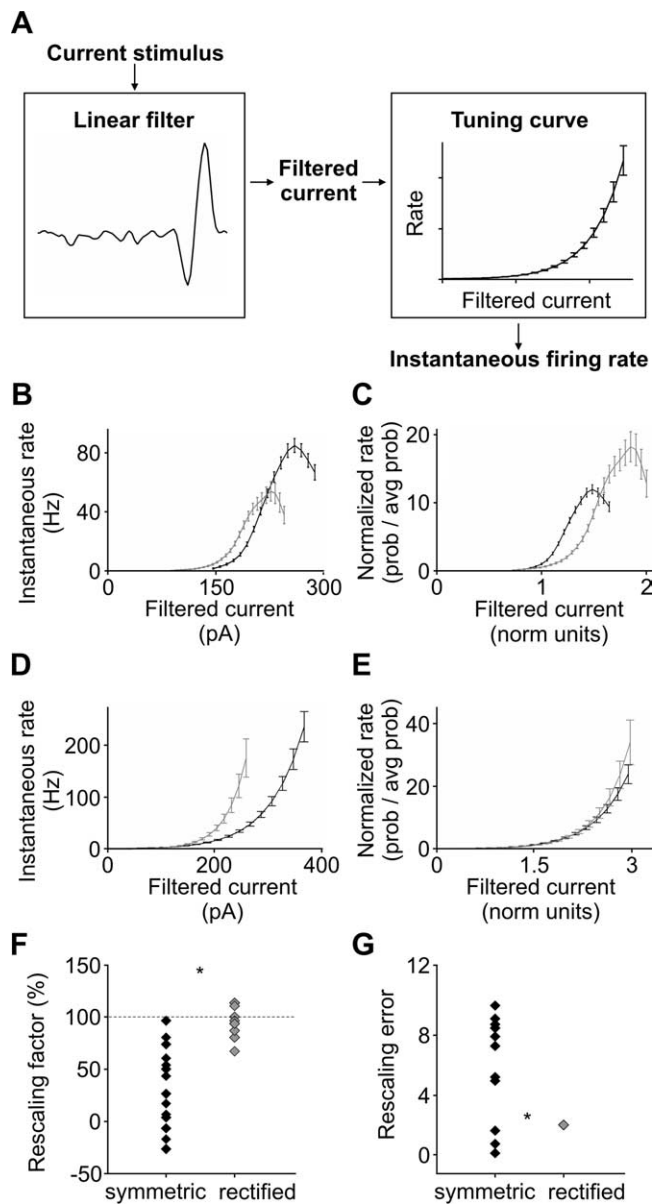 A
Current stimulus
Linear filter
Filtered
current
Tuning curve
Rate
Filtered current
Instantaneous firing rate
B
Instantaneous rate
(Hz)
80
40
0
0
150
300
Filtered current
(pA)
C
Normalized rate
(prob / avg prob)
20
10
0
0
1
2
Filtered current
(norm units)
D
Instantaneous rate
(Hz)
200
100
0
0
200
400
Filtered current
(pA)
E
Normalized rate
(prob / avg prob)
40
20
0
0
1.5
3
Filtered current
(norm units)
F
Rescaling factor (%)
150
100
50
0
-50
*
symmetric
rectified
G
Rescaling error
12
8
4
0
*
symmetric
rectified